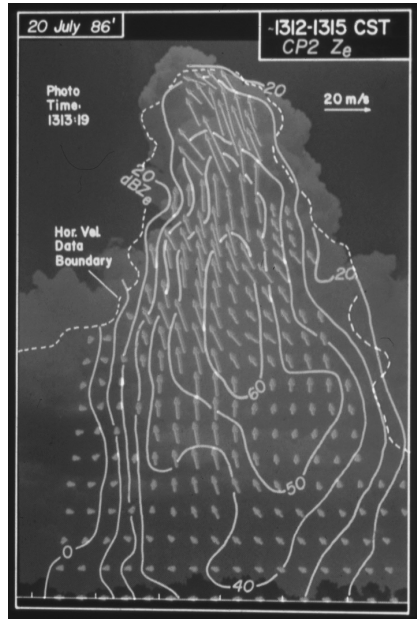 20 July 86'
-1312-1315 CST
CP2 Ze
Photo
Time.
1313:19
20 m/s
20
20
dBZe
Hor. Vel.
Data
Boundary
20
60
50
0
40